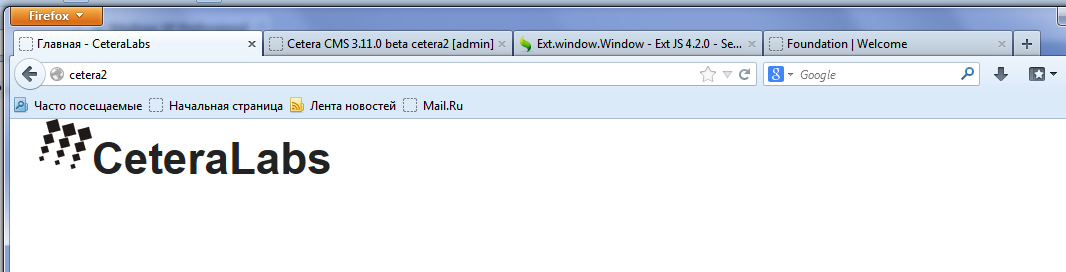 Firefox
Главная - CeteraLabs
Cetera CMS 3.11.0 beta cetera2 [admin]
Ext.window.Window - Ext JS 4.2.0 - Se...
Foundation | Welcome
cetera2
Google
Часто посещаемые
Начальная страница
Лента новостей
Mail.Ru
CeteraLabs